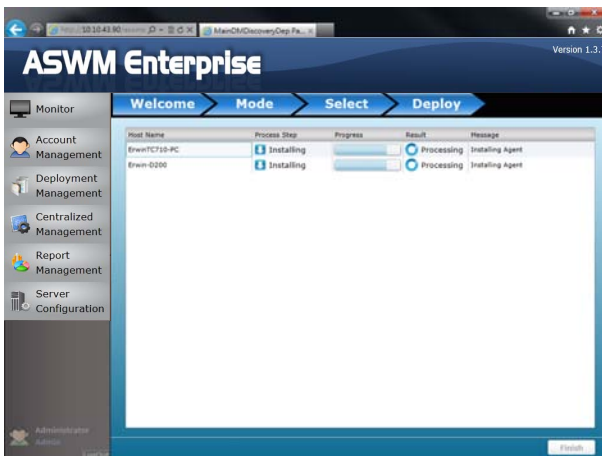 MainDMDiscoveryDep Pa...
ASWM Enterprise
Version 1.3.
Monitor
Account
Management
Deployment
Management
Centralized
Management
Report
Management
Server
Configuration
Administrator
Admin
Welcome
Mode
Select
Deploy
Host Name
Process Step
Progress
Result
Message
ErwinTC710-PC
Installing
Processing
Installing Agent
Erwin-D200
Installing
Processing
Installing Agent
Finish